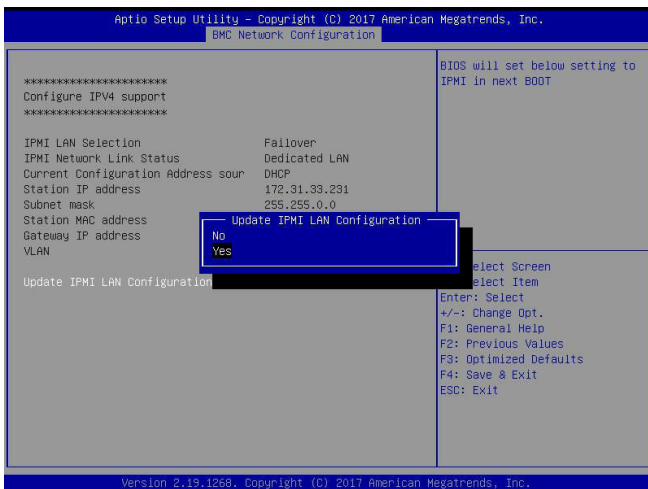 Aptio Setup Utility – Copyright (C) 2017 American Megatrends, Inc.
BMC Network Configuration
**********************
Configure IPV4 support
**********************
IPMI LAN Selection Failover
IPMI Network Link Status Dedicated LAN
Current Configuration Address sour DHCP
Station IP address 172.31.33.231
Subnet mask 255.255.0.0
Station MAC address
Gateway IP address
VLAN
Update IPMI LAN Configuration
Update IPMI LAN Configuration
No
Yes
BIOS will set below setting to
IPMI in next BOOT
elect Screen
elect Item
Enter: Select
+/-: Change Opt.
F1: General Help
F2: Previous Values
F3: Optimized Defaults
F4: Save & Exit
ESC: Exit
Version 2.19.1268. Copyright (C) 2017 American Megatrends, Inc.